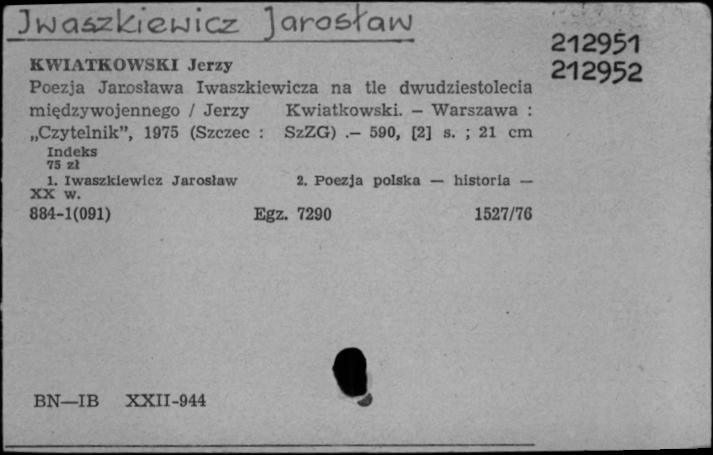 Iwaszkiewicz Jarosław
212951
212952
KWIATKOWSKI Jerzy
Poezja Jarosława Iwaszkiewicza na tle dwudziestolecia
międzywojennego / Jerzy Kwiatkowski. – Warszawa :
„Czytelnik”, 1975 (Szczec : SzZG) .– 590, [2] s. ; 21 cm
Indeks
75 zł
1. Iwaszkiewicz Jarosław 2. Poezja polska — historia —
XX w.
884-1(091) Egz. 7290 1527/76
BN—IB XXII-944